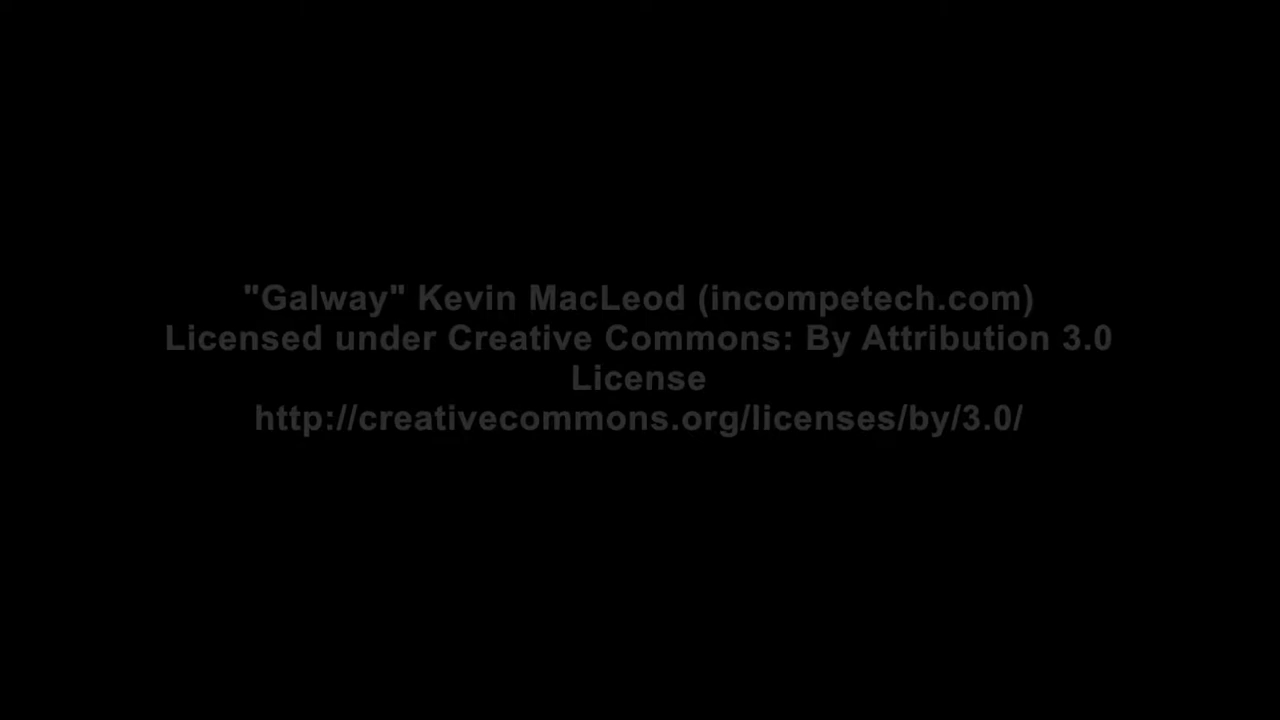 "Galway" Kevin MacLeod (incompetech.com)
Licensed under Creative Commons: By Attribution 3.0
License
http://creativecommons.org/licenses/by/3.0/